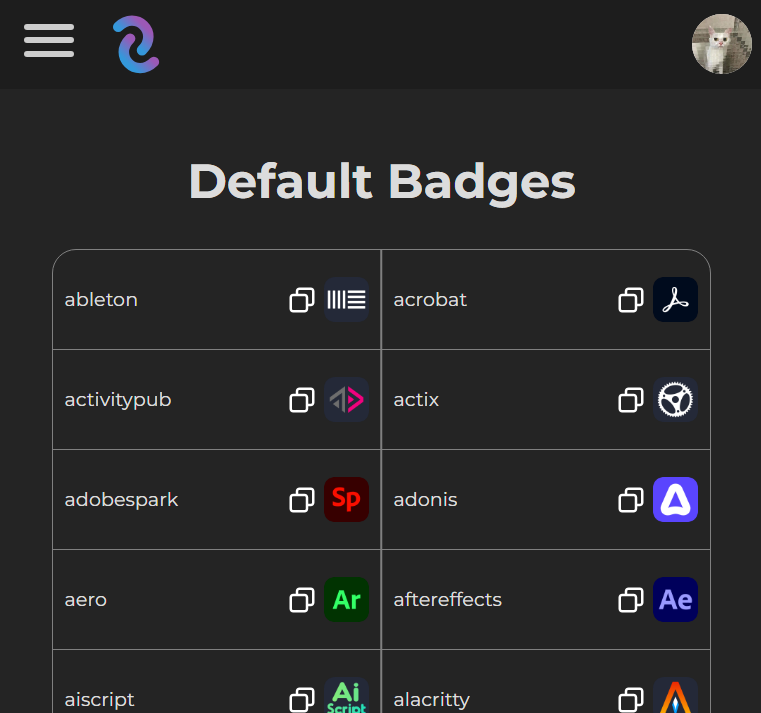 Default Badges
ableton
acrobat
activitypub
actix
adobespark
Sp
adonis
aero
Ar
aftereffects
Ae
aiscript
Ai
Script
alacritty